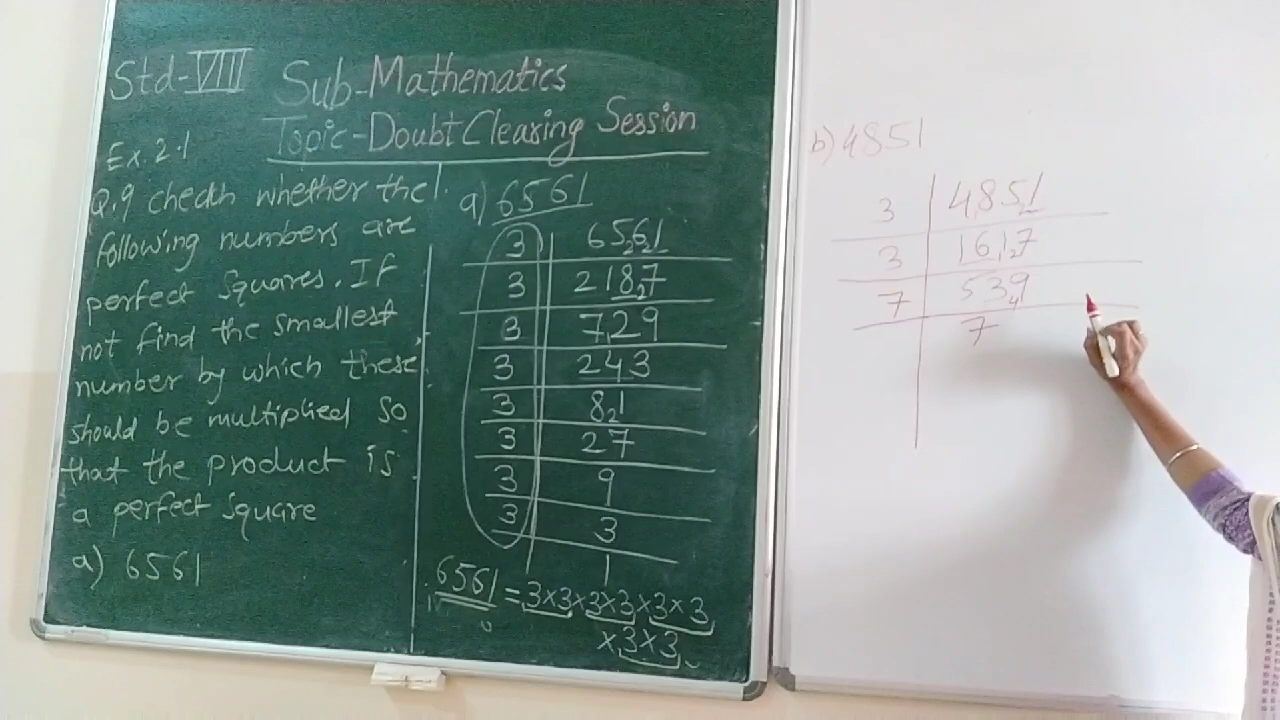 Std-VIII Sub-Mathematics
Topic-Doubt Clearing Session
Ex. 2.1
Q.9 check whether the
following numbers are
perfect squares. If
not find the smallest
number by which these
should be multiplied so
that the product is
a perfect square
a) 6561
a) 6561
3 6561
3 2187
3 729
3 243
3 81
3 27
3 9
3 3
1
6561 = 3×3×3×3×3×3
×3×3
b) 4851
3 4851
3 1617
7 539
7